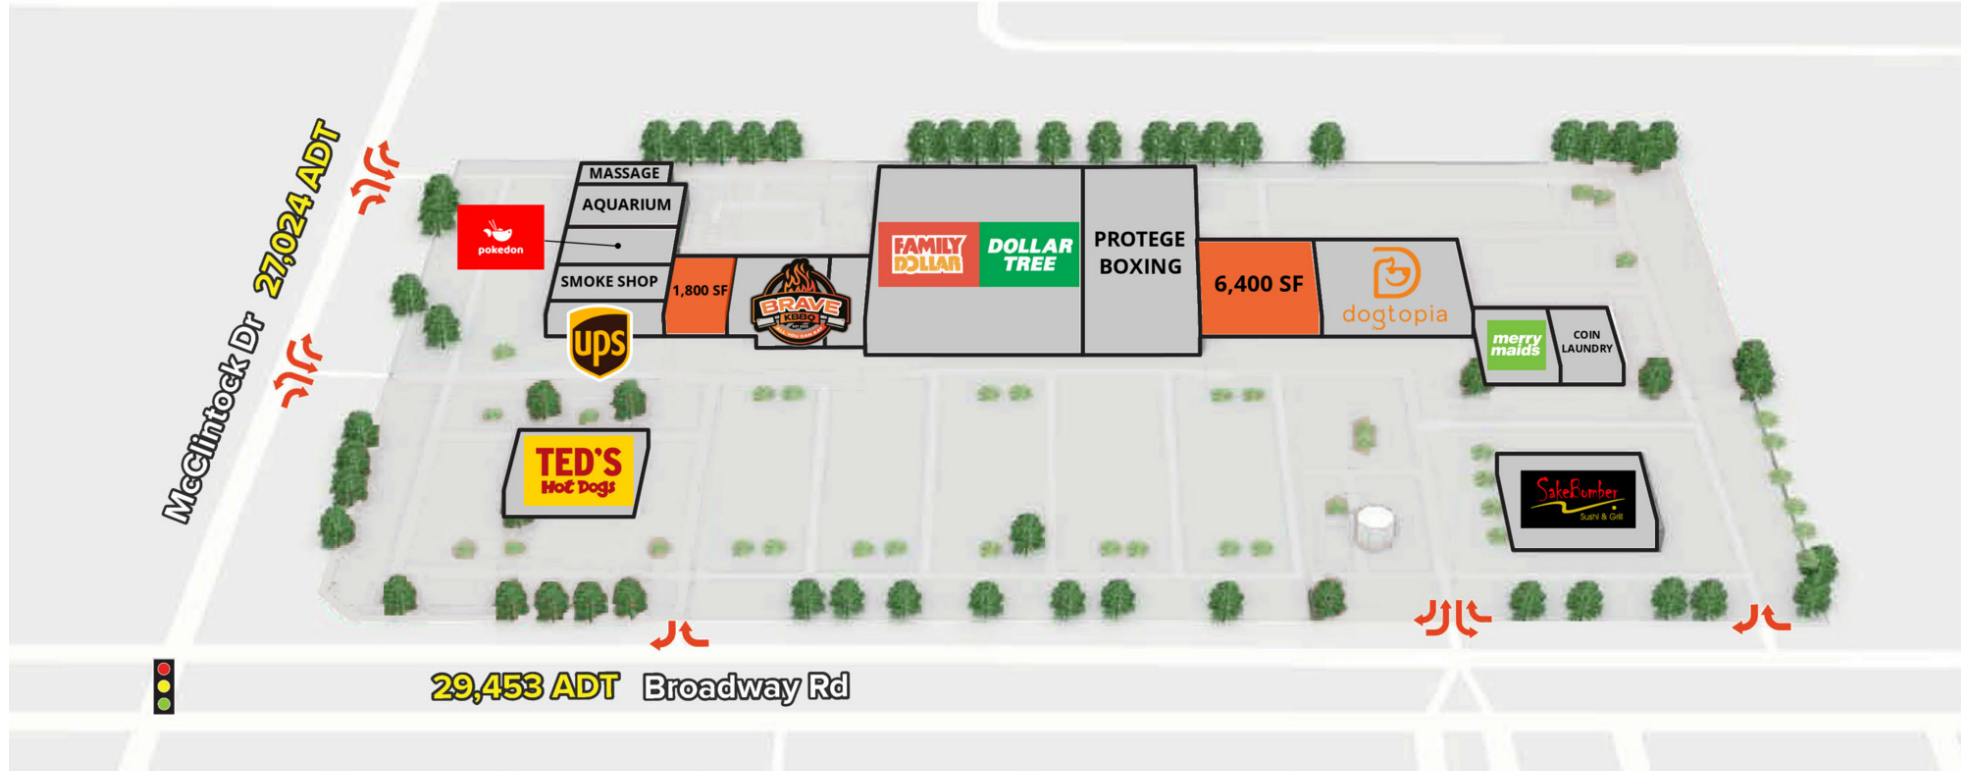 McClintock Dr 27,024 ADT
MASSAGE
AQUARIUM
pokedon
SMOKE SHOP
ups
1,800 SF
BRAVE
KBBQ
FAMILY
DOLLAR
DOLLAR
TREE
PROTEGE
BOXING
6,400 SF
dogtopia
merry
maids
COIN
LAUNDRY
TED'S
Hot Dogs
SakeBomber
Sushi & Grill
29,453 ADT Broadway Rd